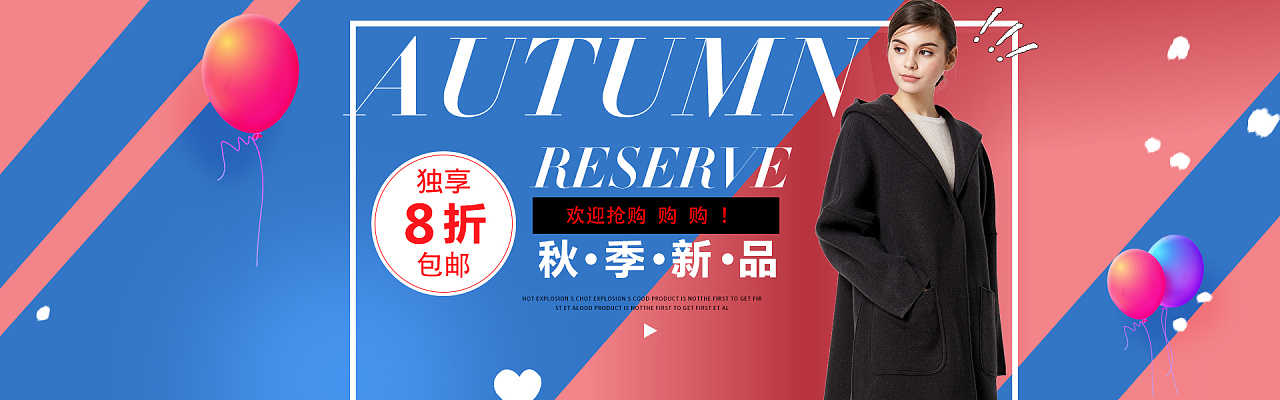 AUTUMN
RESERVE
独享
8折
包邮
欢迎抢购 购 购 !
秋·季·新·品
HOT EXPLOSION S CHOT EXPLOSION S COOD PRODUCT IS NOTTHE FIRST TO GET FIR
ST ET ALOOD PRODUCT IS NOTTHE FIRST TO GET FIRST ET AL